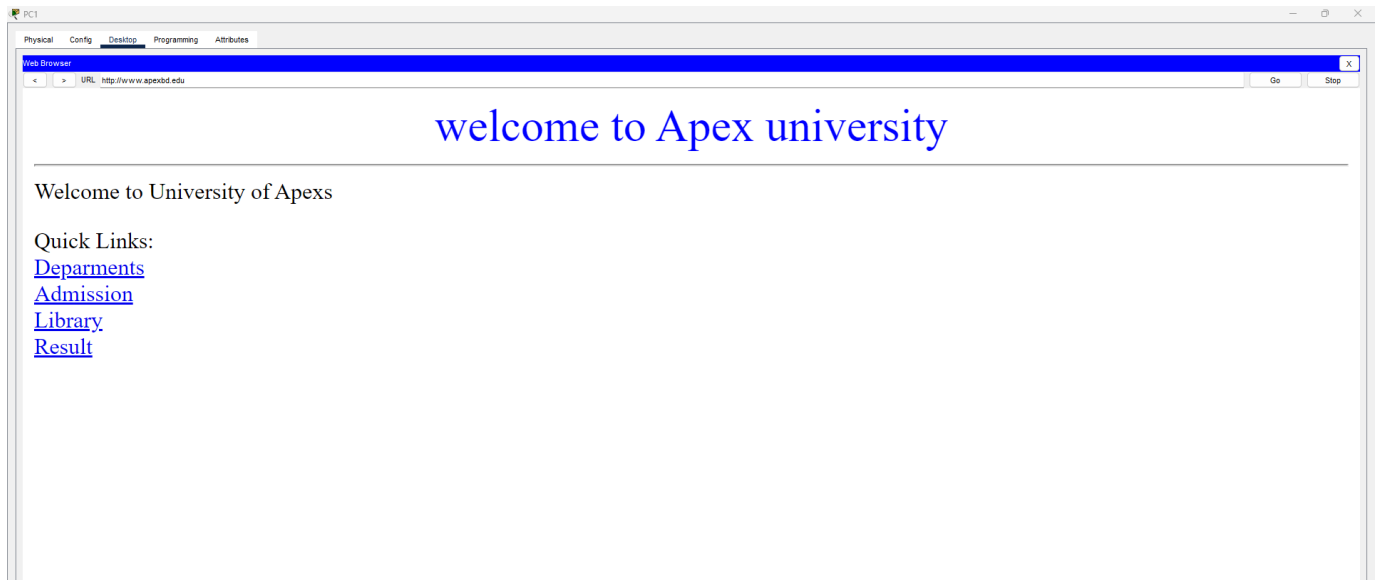 PC1
Physical Config Desktop Programming Attributes
Web Browser
X
< > URL http://www.apexbd.edu Go Stop
welcome to Apex university
Welcome to University of Apexs
Quick Links:
Deparments
Admission
Library
Result